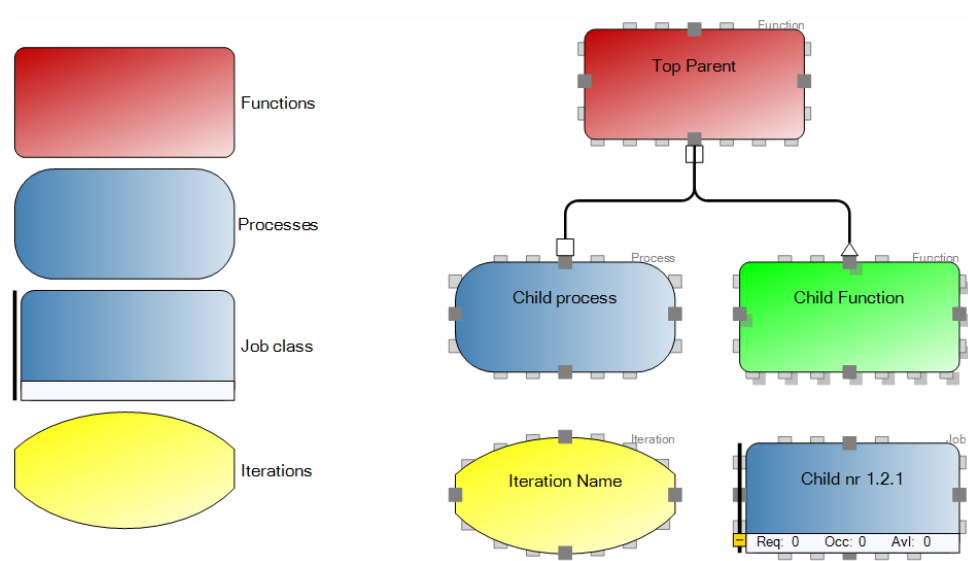 Functions
Processes
Job class
Iterations
Function
Top Parent
Process
Child process
Function
Child Function
Iteration
Iteration Name
Job
Child nr 1.2.1
Req: 0 Occ: 0 Avl: 0